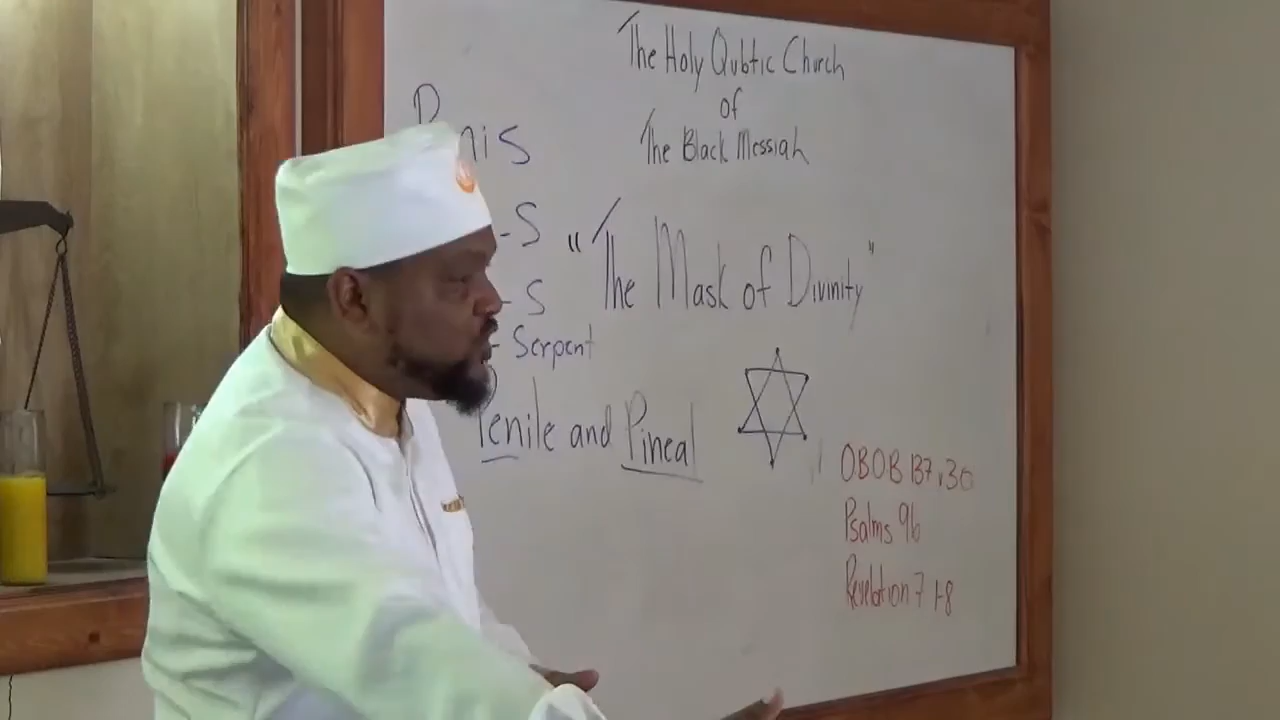 The Holy Qubtic Church
of
The Black Messiah
nis
-S
"The Mask of Divinity"
-S
- Serpent
Penile and Pineal
OBOB 137 v 30
Psalms 96
Revelation 7 1-8